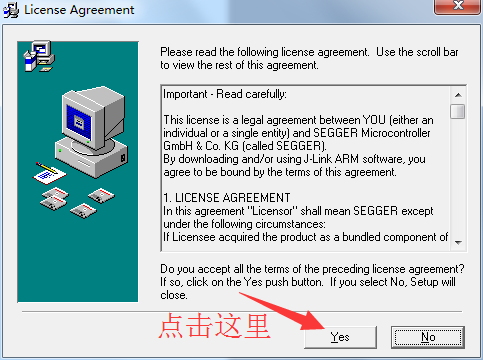 License Agreement
Please read the following license agreement. Use the scroll bar
to view the rest of this agreement.
Important - Read carefully:
This license is a legal agreement between YOU (either an
individual or a single entity) and SEGGER Microcontroller
GmbH & Co. KG (called SEGGER).
By downloading and/or using J-Link ARM software, you
agree to be bound by the terms of this agreement.
1. LICENSE AGREEMENT
In this agreement "Licensor" shall mean SEGGER except
under the following circumstances:
If Licensee acquired the product as a bundled component of
Do you accept all the terms of the preceding license agreement?
If so, click on the Yes push button. If you select No, Setup will
close.
点击这里
Yes
No